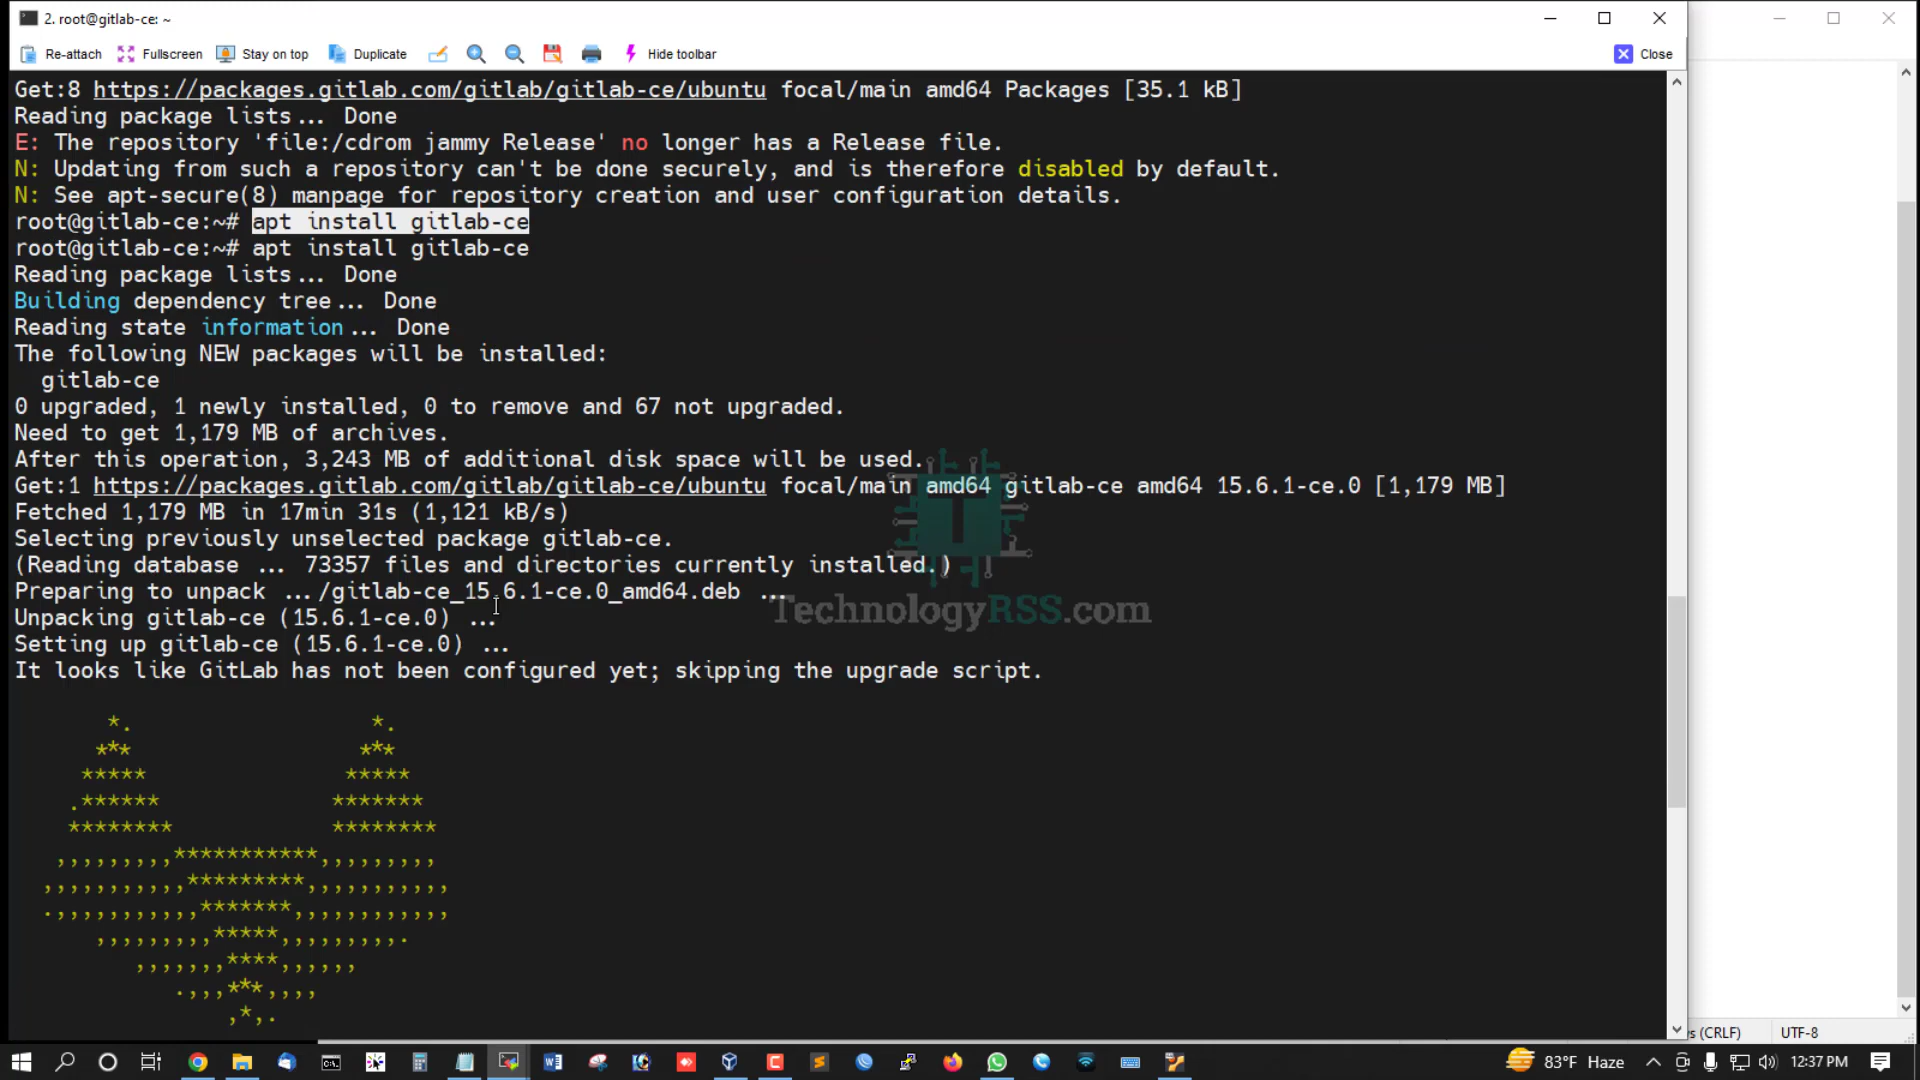 2. root@gitlab-ce: ~
Re-attach Fullscreen Stay on top Duplicate Hide toolbar Close
Get:8 https://packages.gitlab.com/gitlab/gitlab-ce/ubuntu focal/main amd64 Packages [35.1 kB]
Reading package lists... Done
E: The repository 'file:/cdrom jammy Release' no longer has a Release file.
N: Updating from such a repository can't be done securely, and is therefore disabled by default.
N: See apt-secure(8) manpage for repository creation and user configuration details.
root@gitlab-ce:~# apt install gitlab-ce
root@gitlab-ce:~# apt install gitlab-ce
Reading package lists... Done
Building dependency tree... Done
Reading state information... Done
The following NEW packages will be installed:
gitlab-ce
0 upgraded, 1 newly installed, 0 to remove and 67 not upgraded.
Need to get 1,179 MB of archives.
After this operation, 3,243 MB of additional disk space will be used.
Get:1 https://packages.gitlab.com/gitlab/gitlab-ce/ubuntu focal/main amd64 gitlab-ce amd64 15.6.1-ce.0 [1,179 MB]
Fetched 1,179 MB in 17min 31s (1,121 kB/s)
Selecting previously unselected package gitlab-ce.
(Reading database ... 73357 files and directories currently installed.)
Preparing to unpack .../gitlab-ce_15.6.1-ce.0_amd64.deb ...
TechnologyRSS.com
Unpacking gitlab-ce (15.6.1-ce.0) ...
Setting up gitlab-ce (15.6.1-ce.0) ...
It looks like GitLab has not been configured yet; skipping the upgrade script.
*. *.
*** ***
***** *****
.****** *******
******** ********
,,,,,,,,,***********,,,,,,,,,
,,,,,,,,,,,*********,,,,,,,,,,,
.,,,,,,,,,,,*******,,,,,,,,,,,,
,,,,,,,,,*****,,,,,,,,,.
,,,,,,,****,,,,,,
.,,,***,,,,
,*,.
s (CRLF) UTF-8
83°F Haze 12:37 PM